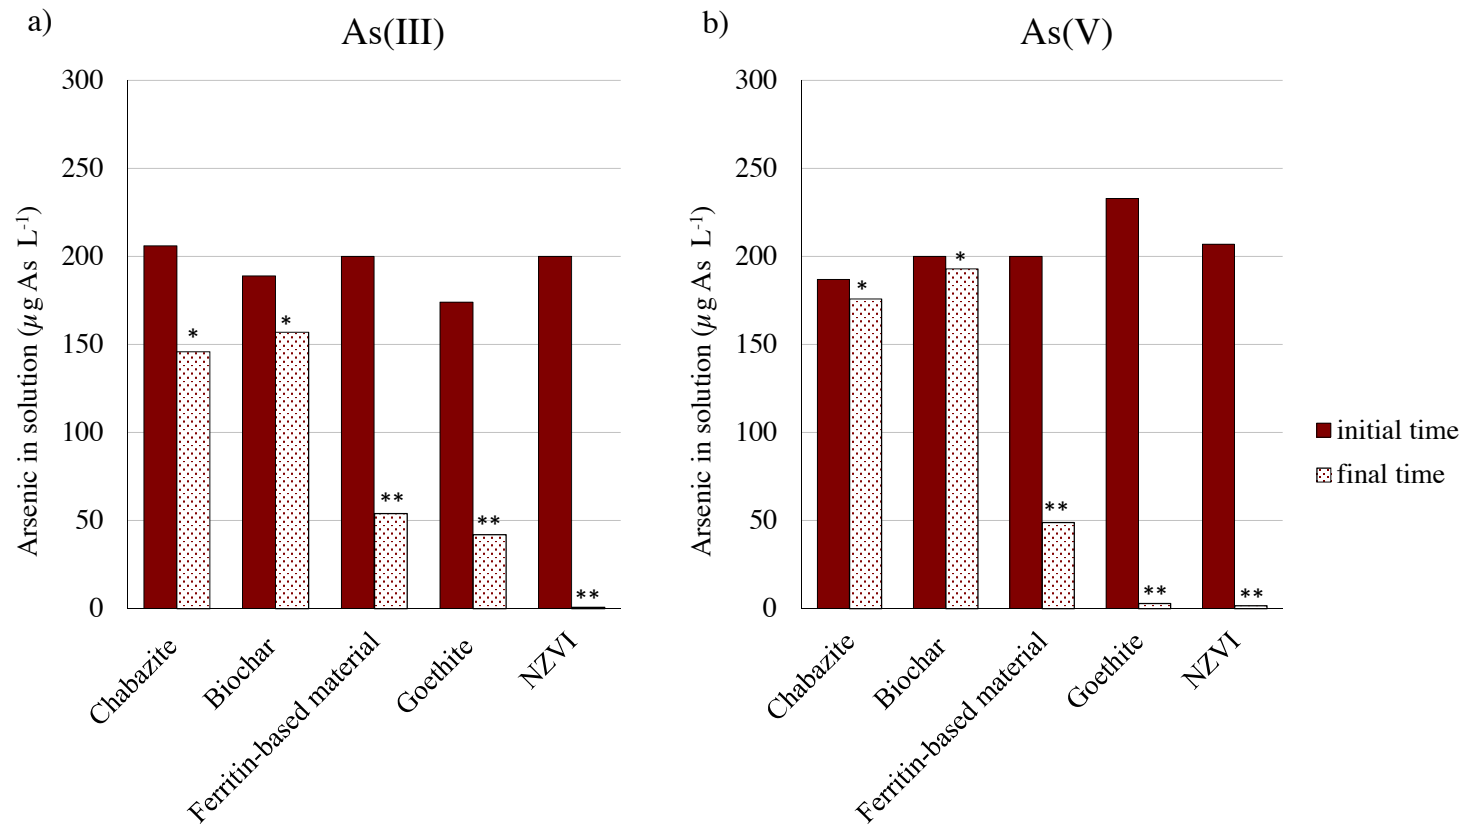 a)
As(III)
300
250
200
150
100
50
0
Arsenic in solution (µg As L⁻¹)
*
*
**
**
**
Chabazite
Biochar
Ferritin-based material
Goethite
NZVI
b)
As(V)
300
250
200
150
100
50
0
Arsenic in solution (µg As L⁻¹)
*
*
**
**
**
Chabazite
Biochar
Ferritin-based material
Goethite
NZVI
initial time
final time